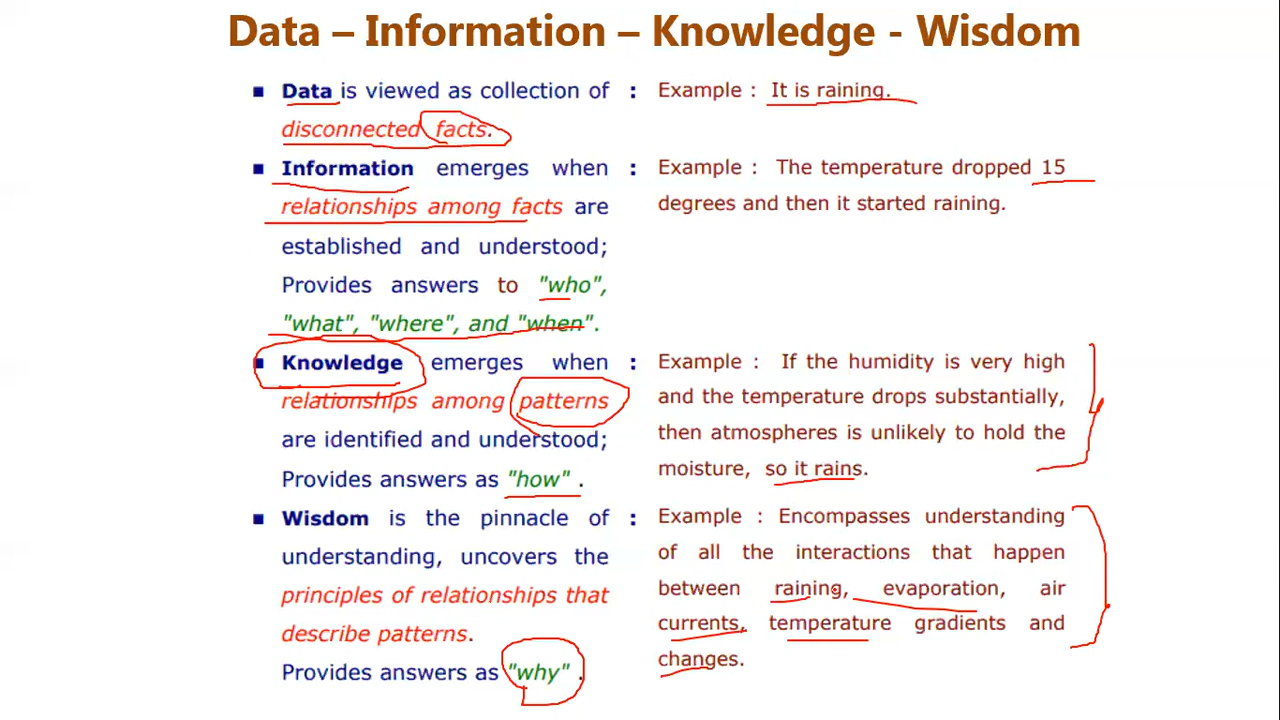 Data – Information – Knowledge - Wisdom
▪ Data is viewed as collection of : Example : It is raining.
disconnected facts.
▪ Information emerges when : Example : The temperature dropped 15
relationships among facts are degrees and then it started raining.
established and understood;
Provides answers to "who",
"what", "where", and "when".
▪ Knowledge emerges when : Example : If the humidity is very high
relationships among patterns and the temperature drops substantially,
are identified and understood; then atmospheres is unlikely to hold the
Provides answers as "how" . moisture, so it rains.
▪ Wisdom is the pinnacle of : Example : Encompasses understanding
understanding, uncovers the of all the interactions that happen
principles of relationships that between raining, evaporation, air
describe patterns. currents, temperature gradients and
Provides answers as "why" . changes.